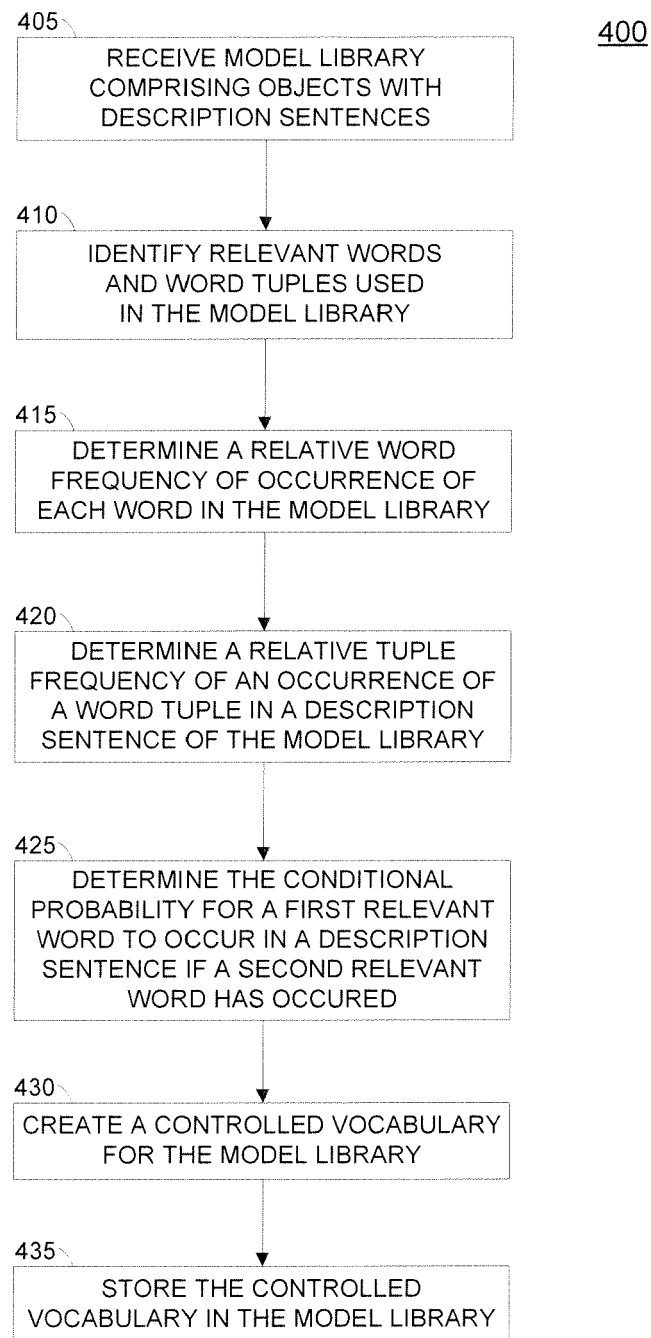 400
405
RECEIVE MODEL LIBRARY
COMPRISING OBJECTS WITH
DESCRIPTION SENTENCES
410
IDENTIFY RELEVANT WORDS
AND WORD TUPLES USED
IN THE MODEL LIBRARY
415
DETERMINE A RELATIVE WORD
FREQUENCY OF OCCURRENCE OF
EACH WORD IN THE MODEL LIBRARY
420
DETERMINE A RELATIVE TUPLE
FREQUENCY OF AN OCCURRENCE OF
A WORD TUPLE IN A DESCRIPTION
SENTENCE OF THE MODEL LIBRARY
425
DETERMINE THE CONDITIONAL
PROBABILITY FOR A FIRST RELEVANT
WORD TO OCCUR IN A DESCRIPTION
SENTENCE IF A SECOND RELEVANT
WORD HAS OCCURED
430
CREATE A CONTROLLED VOCABULARY
FOR THE MODEL LIBRARY
435
STORE THE CONTROLLED
VOCABULARY IN THE MODEL LIBRARY